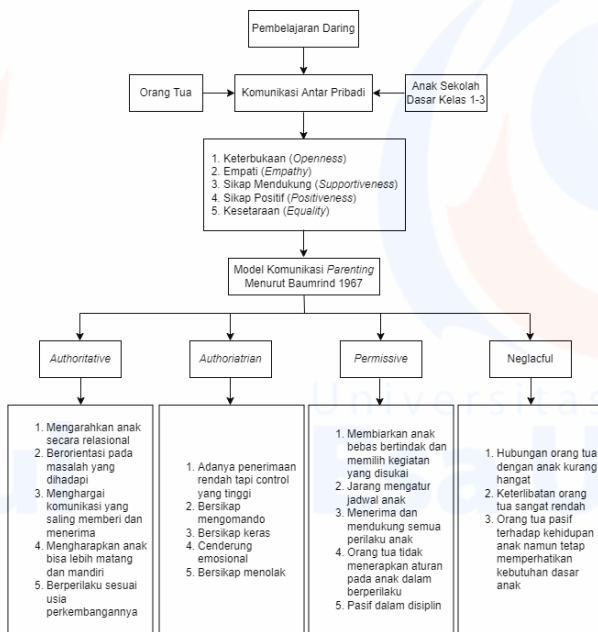 Pembelajaran Daring
Orang Tua
Komunikasi Antar Pribadi
Anak Sekolah
Dasar Kelas 1-3
1. Keterbukaan (Openness)
2. Empati (Empathy)
3. Sikap Mendukung (Supportiveness)
4. Sikap Positif (Positiveness)
5. Kesetaraan (Equality)
Model Komunikasi Parenting
Menurut Baumrind 1967
Authoritative
Authoriatrian
Permissive
Neglacful
1. Mengarahkan anak
secara relasional
2. Berorientasi pada
masalah yang
dihadapi
3. Menghargai
komunikasi yang
saling memberi dan
menerima
4. Mengharapkan anak
bisa lebih matang
dan mandiri
5. Berperilaku sesuai
usia
perkembangannya
1. Adanya penerimaan
rendah tapi control
yang tinggi
2. Bersikap
mengomando
3. Bersikap keras
4. Cenderung
emosional
5. Bersikap menolak
1. Membiarkan anak
bebas bertindak dan
memilih kegiatan
yang disukai
2. Jarang mengatur
jadwal anak
3. Menerima dan
mendukung semua
perilaku anak
4. Orang tua tidak
menerapkan aturan
pada anak dalam
berperilaku
5. Pasif dalam disiplin
1. Hubungan orang tua
dengan anak kurang
hangat
2. Keterlibatan orang
tua sangat rendah
3. Orang tua pasif
terhadap kehidupan
anak namun tetap
memperhatikan
kebutuhan dasar
anak
Universitas